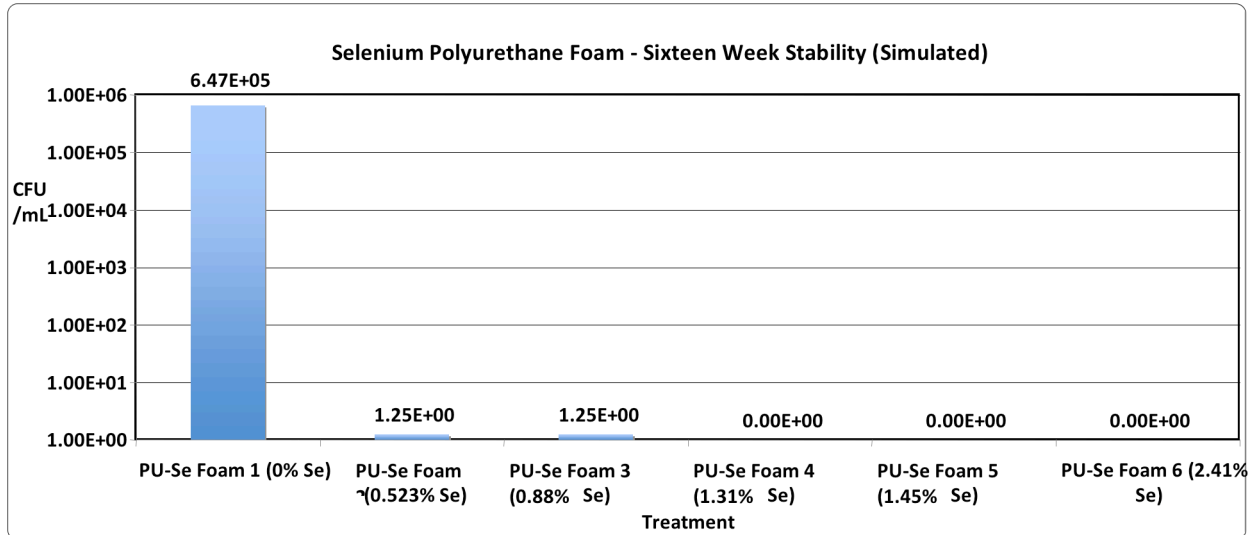 Selenium Polyurethane Foam - Sixteen Week Stability (Simulated)
6.47E+05
1.00E+06
1.00E+05
CFU
/mL
1.00E+04
1.00E+03
1.00E+02
1.00E+01
1.25E+00
1.25E+00
0.00E+00
0.00E+00
0.00E+00
1.00E+00
PU-Se Foam 1 (0% Se)
PU-Se Foam
(0.523% Se)
PU-Se Foam 3
(0.88% Se)
PU-Se Foam 4
(1.31% Se)
PU-Se Foam 5
(1.45% Se)
PU-Se Foam 6 (2.41%
Se)
Treatment